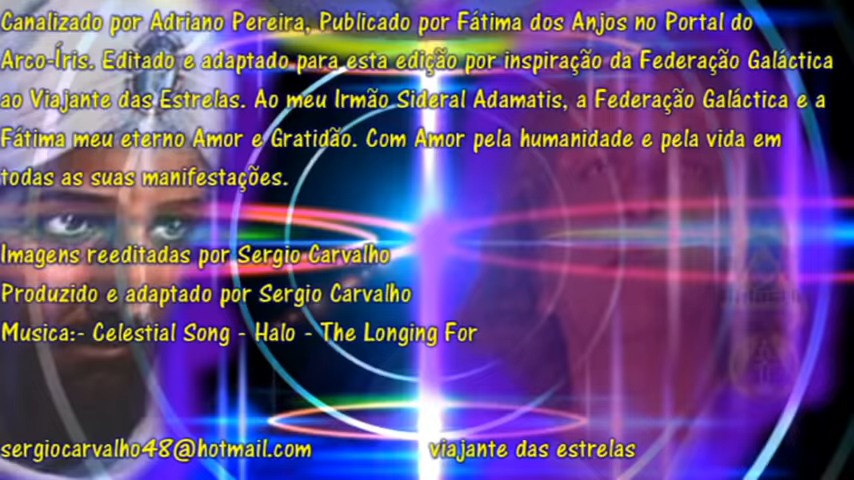 Canalizado por Adriano Pereira, Publicado por Fátima dos Anjos no Portal do
Arco-Íris. Editado e adaptado para esta edição por inspiração da Federação Galáctica
ao Viajante das Estrelas. Ao meu Irmão Sideral Adamatis, a Federação Galáctica e a
Fátima meu eterno Amor e Gratidão. Com Amor pela humanidade e pela vida em
todas as suas manifestações.
Imagens reeditadas por Sergio Carvalho
Produzido e adaptado por Sergio Carvalho
Musica:- Celestial Song - Halo - The Longing For
sergiocarvalho48@hotmail.com viajante das estrelas